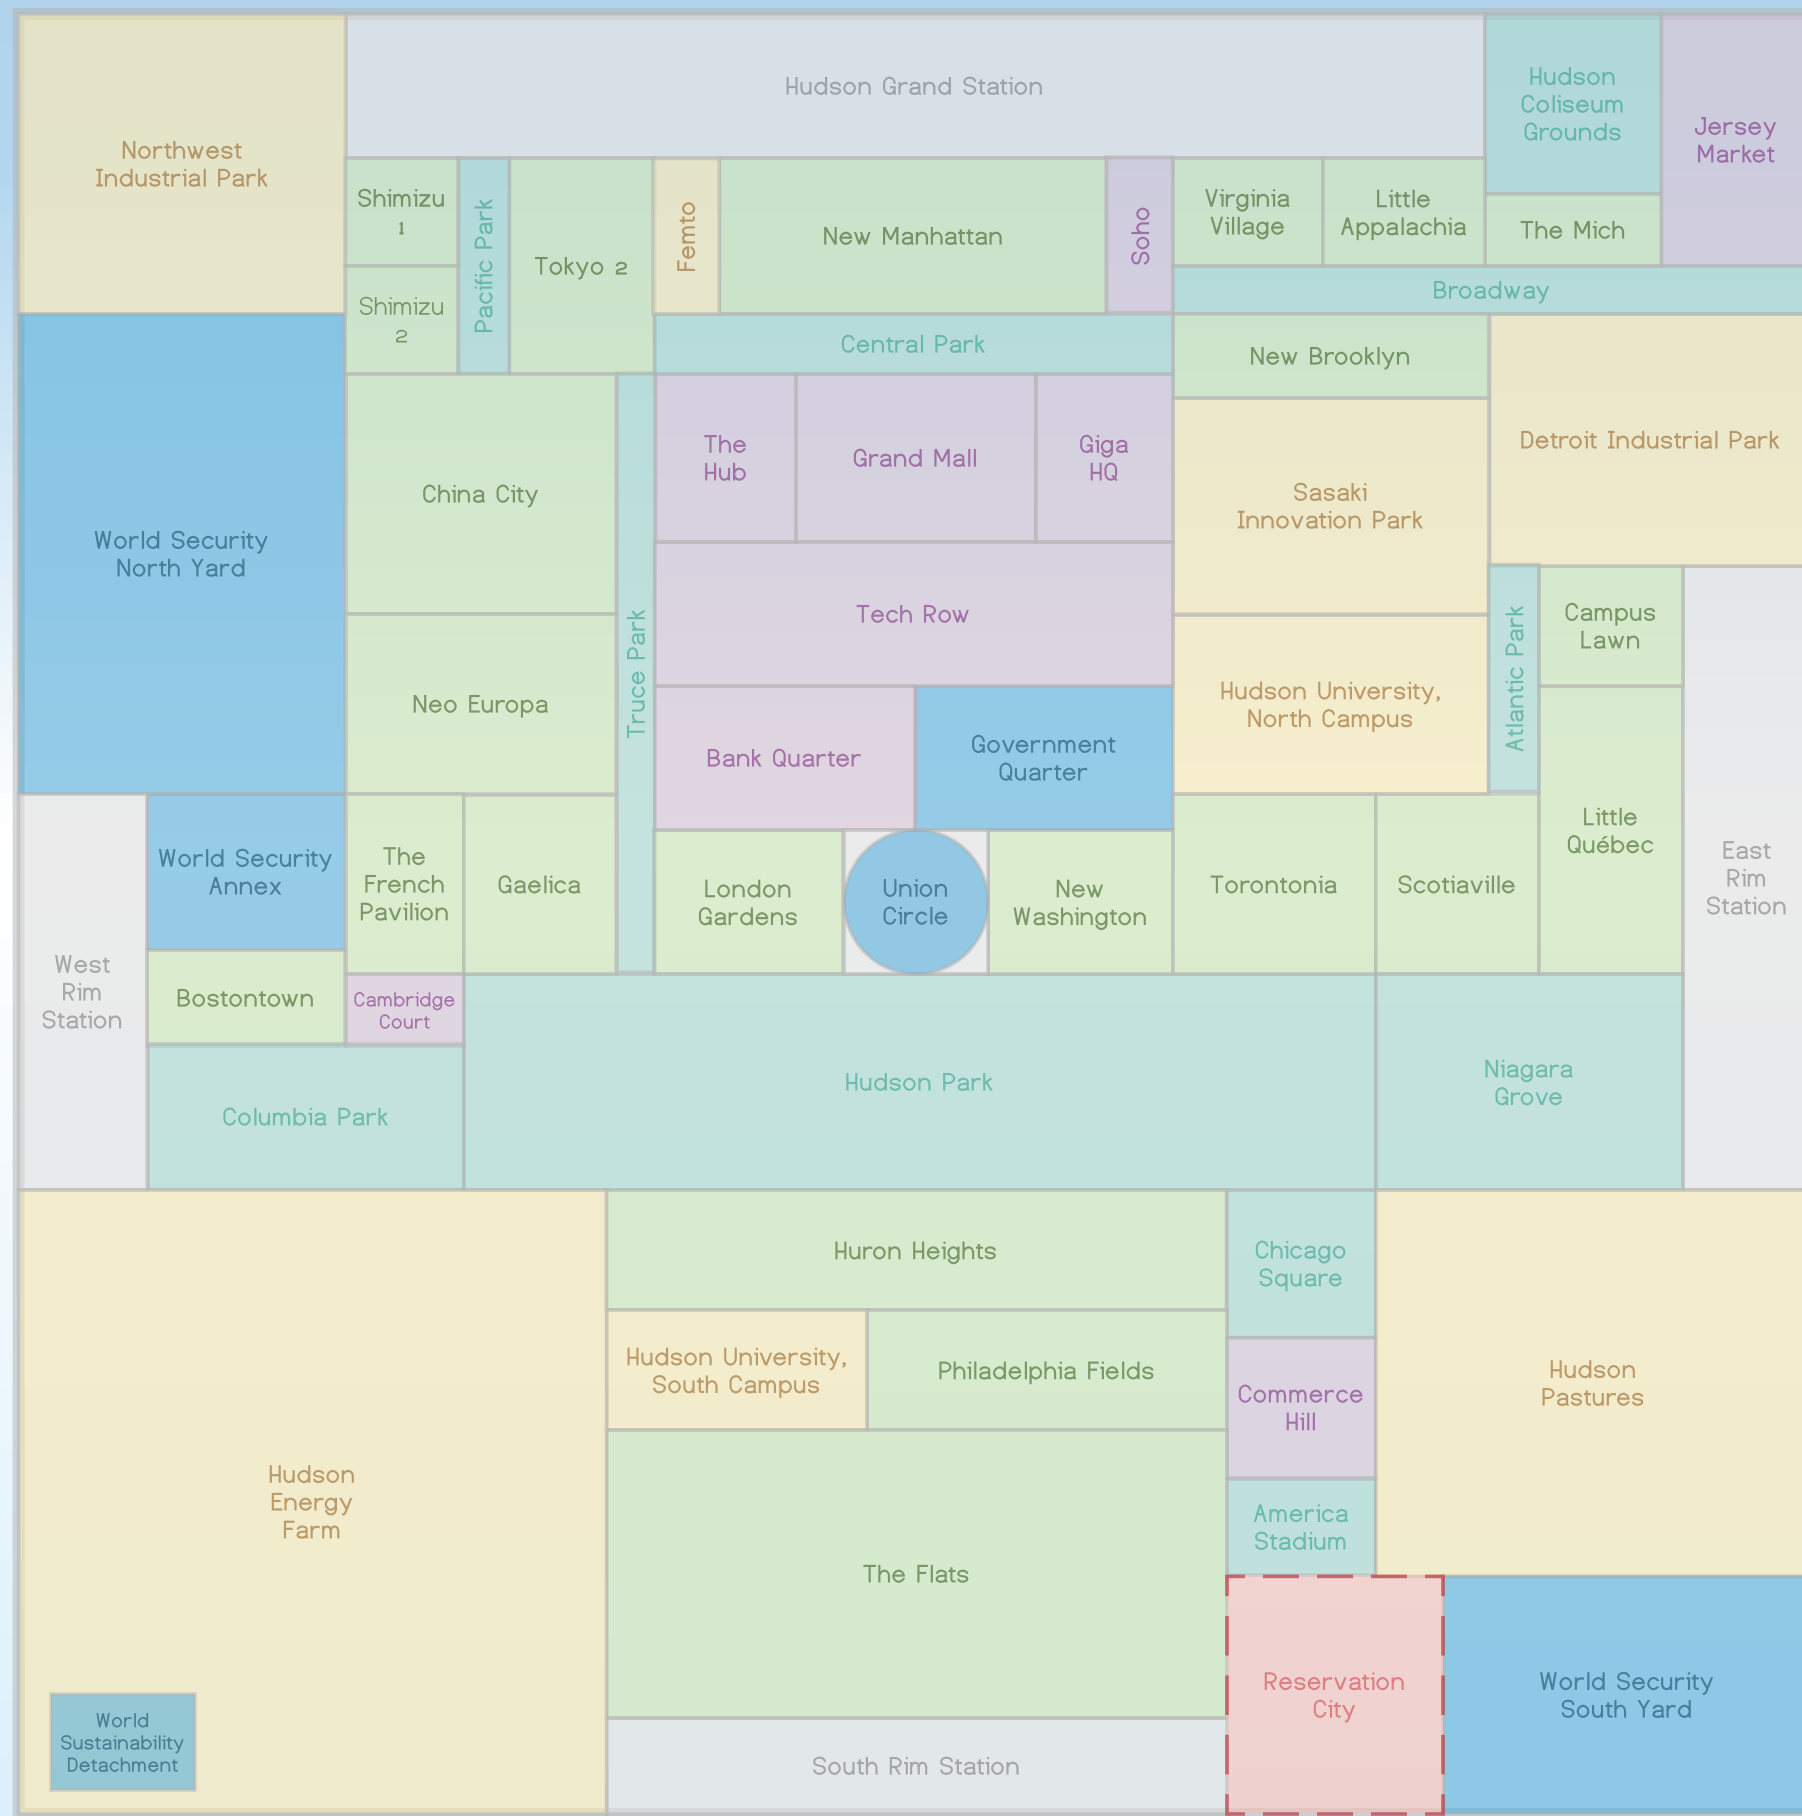 Hudson Grand Station
Hudson
Coliseum
Grounds
Jersey
Market
Northwest
Industrial Park
Shimizu
1
Pacific Park
Tokyo 2
Femto
New Manhattan
Soho
Virginia
Village
Little
Appalachia
The Mich
Shimizu
2
Broadway
Central Park
New Brooklyn
Detroit Industrial Park
The
Hub
Grand Mall
Giga
HQ
China City
Sasaki
Innovation Park
World Security
North Yard
Tech Row
Truce Park
Atlantic Park
Campus
Lawn
Neo Europa
Hudson University,
North Campus
Bank Quarter
Government
Quarter
Little
Québec
World Security
Annex
The
French
Pavilion
Gaelica
London
Gardens
Union
Circle
New
Washington
Torontonia
Scotiaville
East
Rim
Station
West
Rim
Station
Bostontown
Cambridge
Court
Columbia Park
Hudson Park
Niagara
Grove
Huron Heights
Chicago
Square
Hudson University,
South Campus
Philadelphia Fields
Commerce
Hill
Hudson
Pastures
Hudson
Energy
Farm
The Flats
America
Stadium
Reservation
City
World Security
South Yard
World
Sustainability
Detachment
South Rim Station